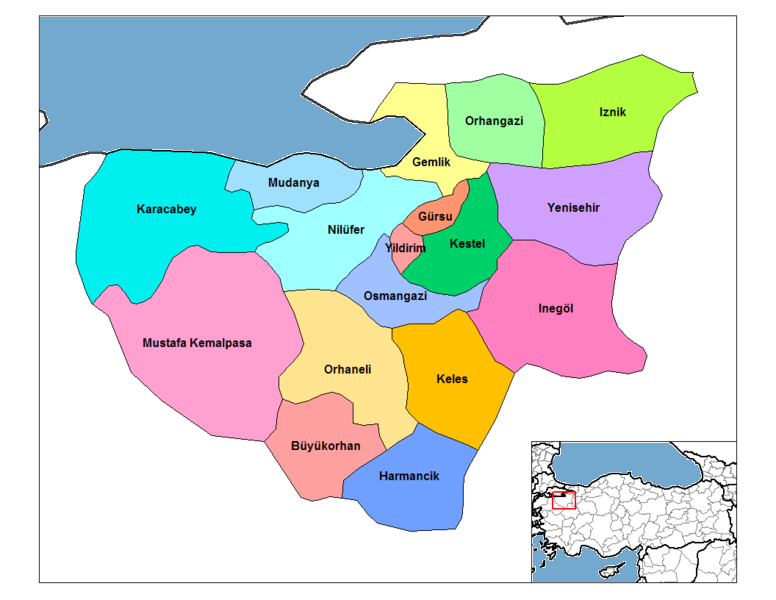 Iznik
Orhangazi
Gemlik
Mudanya
Karacabey
Yenisehir
Gürsu
Nilüfer
Kestel
Yildirim
Osmangazi
Inegöl
Mustafa Kemalpasa
Orhaneli
Keles
Büyükorhan
Harmancik